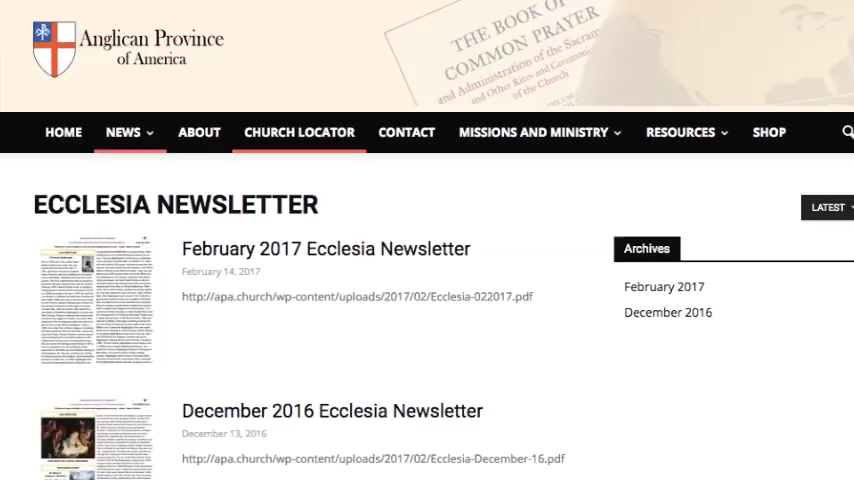 Anglican Province
of America
THE BOOK OF
COMMON PRAYER
and Administration of the Sacram
and Other Rites and Ceremoni
of the Church
HOME NEWS ABOUT CHURCH LOCATOR CONTACT MISSIONS AND MINISTRY RESOURCES SHOP
ECCLESIA NEWSLETTER
LATEST
February 2017 Ecclesia Newsletter
February 14, 2017
http://apa.church/wp-content/uploads/2017/02/Ecclesia-022017.pdf
Archives
February 2017
December 2016
December 2016 Ecclesia Newsletter
December 13, 2016
http://apa.church/wp-content/uploads/2017/02/Ecclesia-December-16.pdf